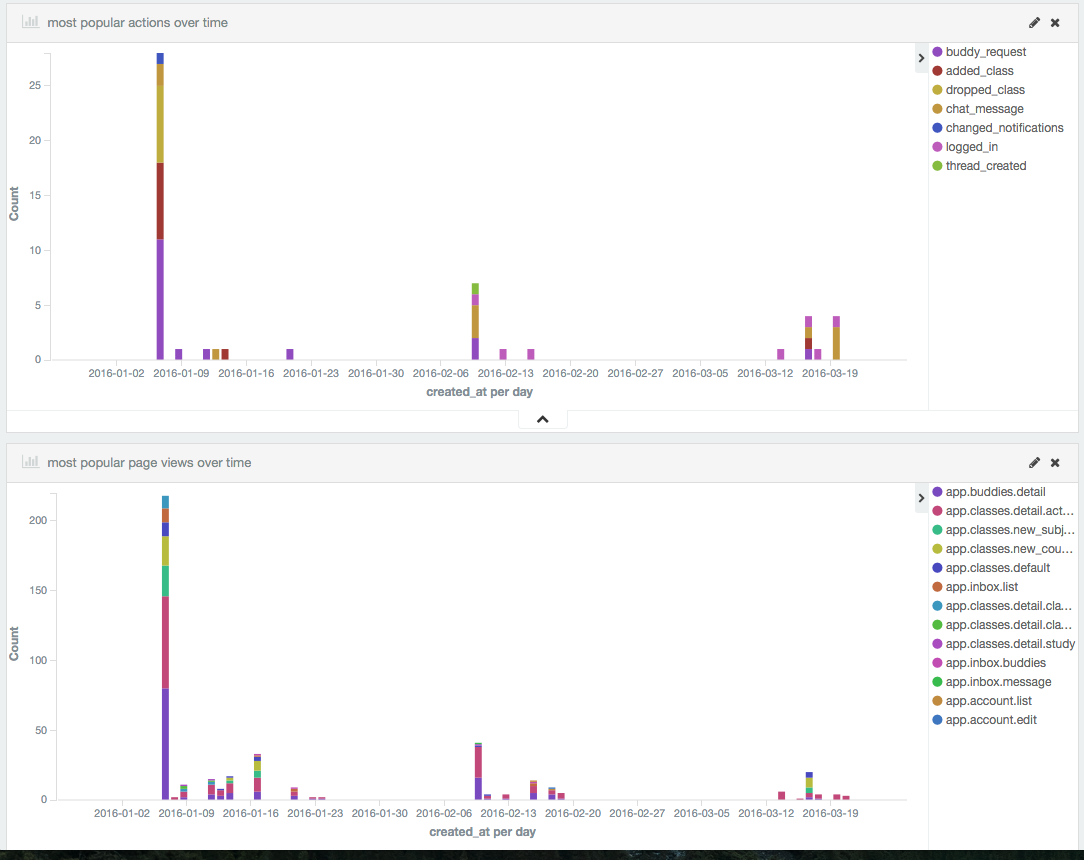 most popular actions over time
25
20
15
10
5
0
Count
2016-01-02 2016-01-09 2016-01-16 2016-01-23 2016-01-30 2016-02-06 2016-02-13 2016-02-20 2016-02-27 2016-03-05 2016-03-12 2016-03-19
created_at per day
buddy_request
added_class
dropped_class
chat_message
changed_notifications
logged_in
thread_created
most popular page views over time
200
150
100
50
0
Count
2016-01-02 2016-01-09 2016-01-16 2016-01-23 2016-01-30 2016-02-06 2016-02-13 2016-02-20 2016-02-27 2016-03-05 2016-03-12 2016-03-19
created_at per day
app.buddies.detail
app.classes.detail.act...
app.classes.new_subj...
app.classes.new_cou...
app.classes.default
app.inbox.list
app.classes.detail.cla...
app.classes.detail.cla...
app.classes.detail.study
app.inbox.buddies
app.inbox.message
app.account.list
app.account.edit